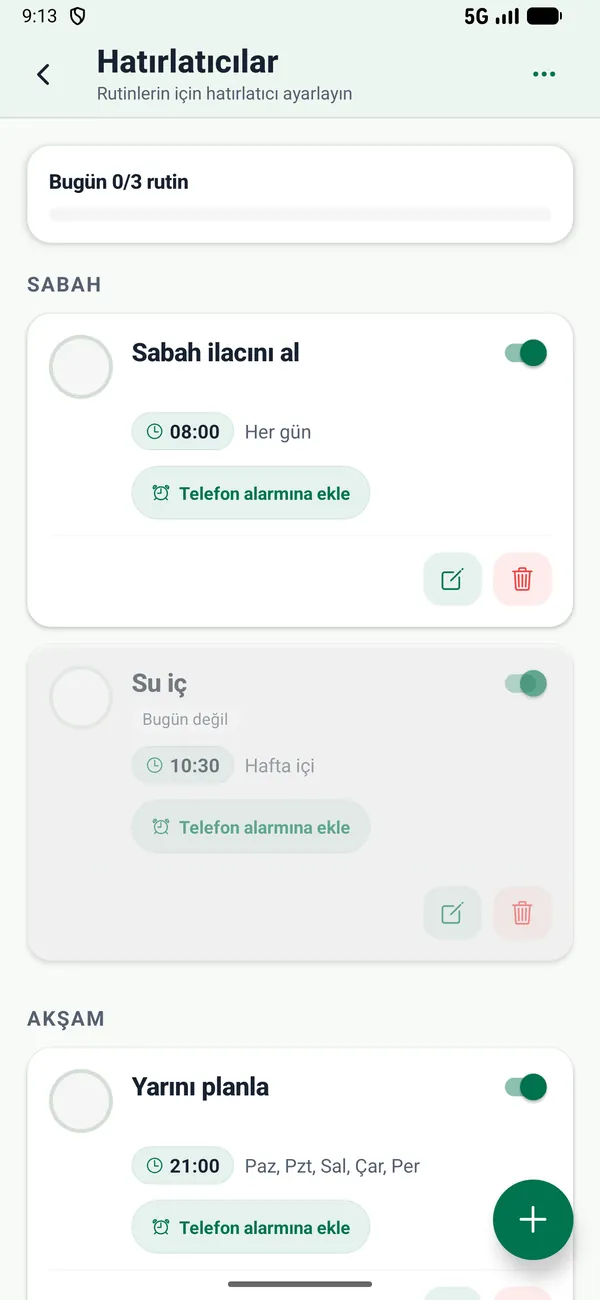 9:13
5G
Hatırlatıcılar
Rutinlerin için hatırlatıcı ayarlayın
Bugün 0/3 rutin
SABAH
Sabah ilacını al
08:00 Her gün
Telefon alarmına ekle
Su iç
Bugün değil
10:30 Hafta içi
Telefon alarmına ekle
AKŞAM
Yarını planla
21:00 Paz, Pzt, Sal, Çar, Per
Telefon alarmına ekle